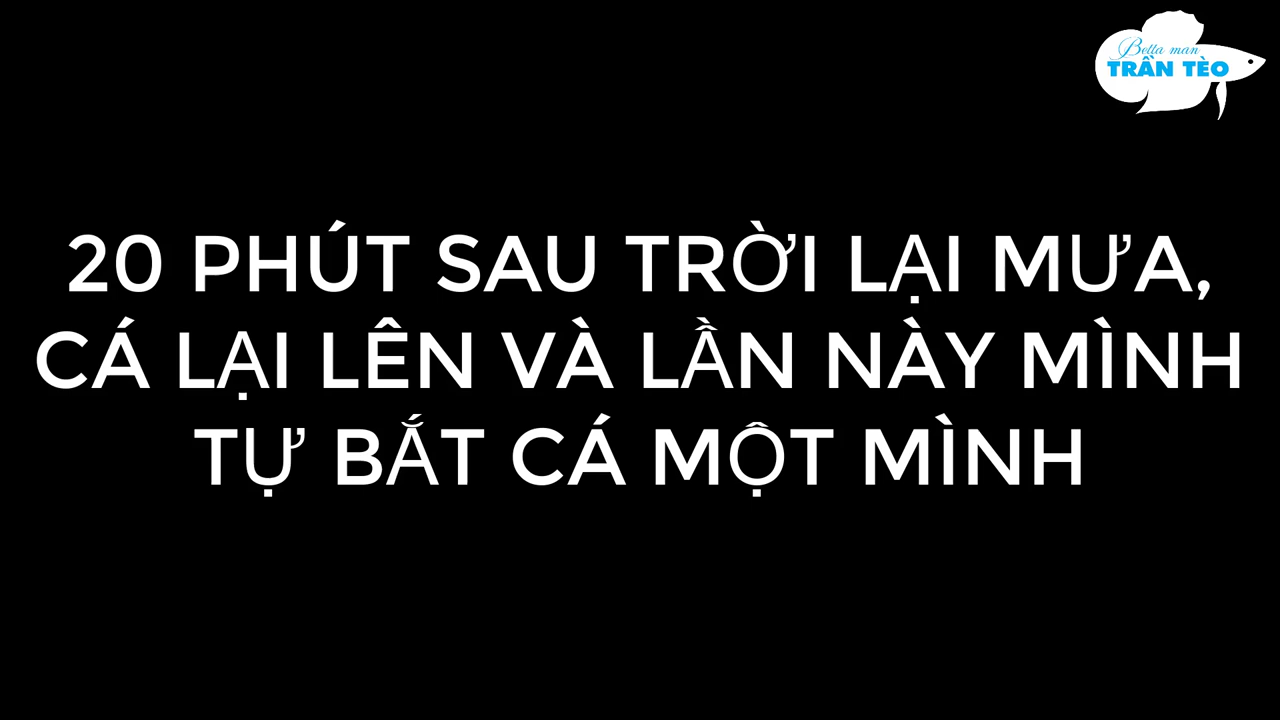 Betta man
TRẦN TÈO
20 PHÚT SAU TRỜI LẠI MƯA,
CÁ LẠI LÊN VÀ LẦN NÀY MÌNH
TỰ BẮT CÁ MỘT MÌNH